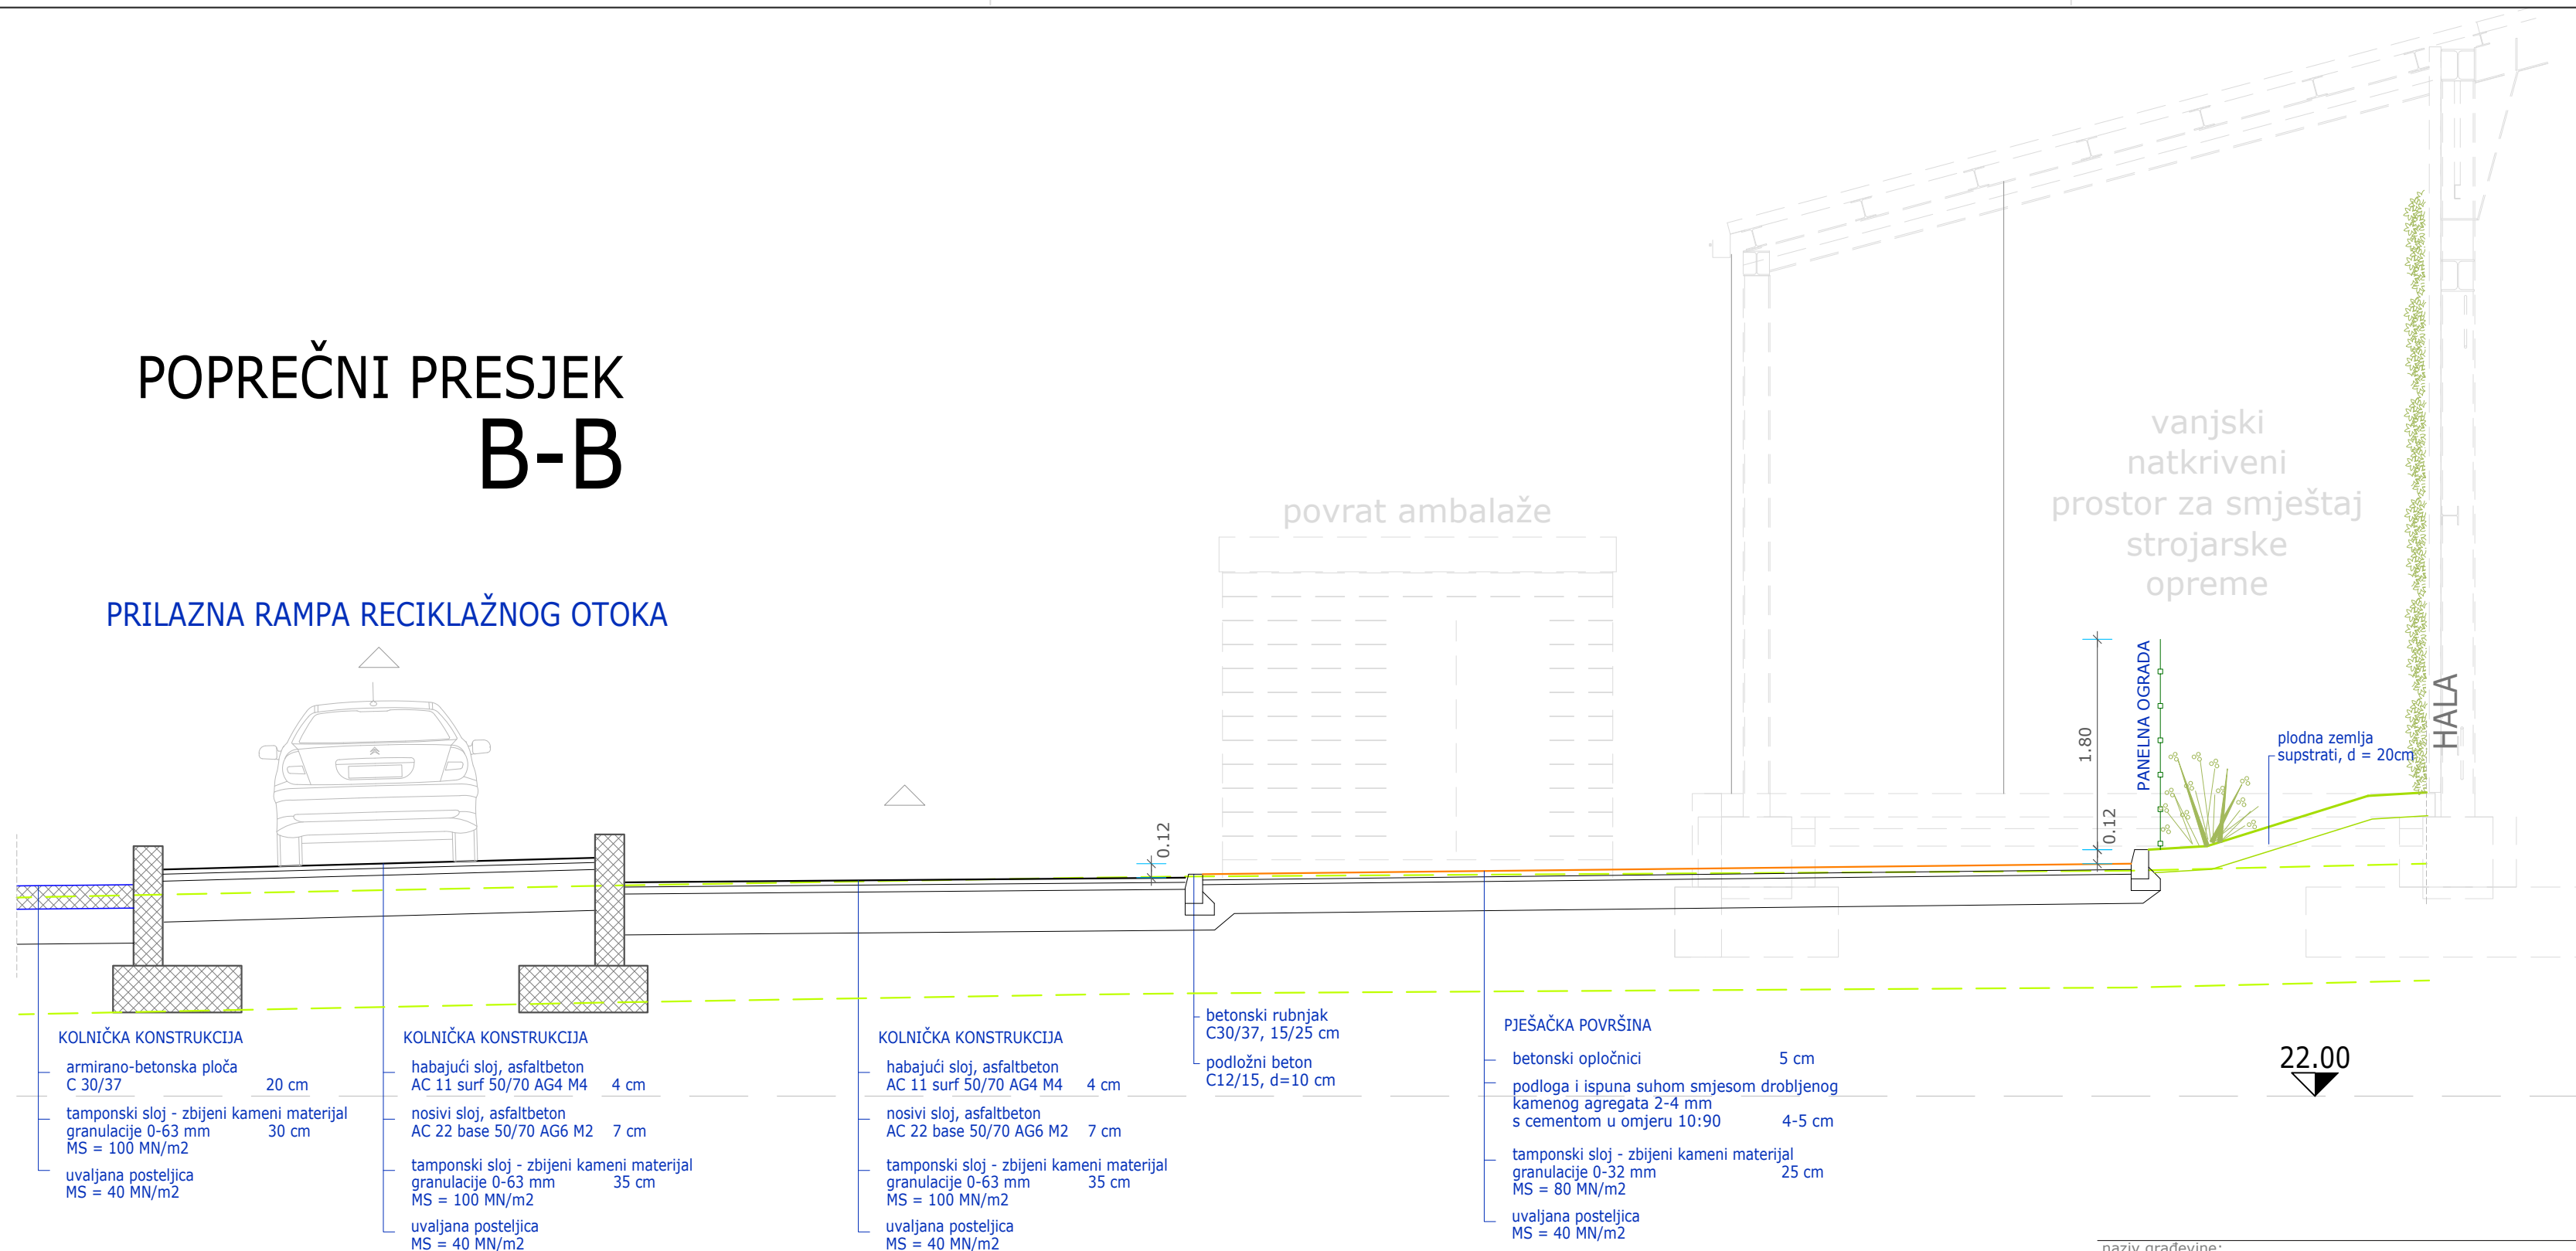 POPREČNI PRESJEK
B-B
PRILAZNA RAMPA RECIKLAŽNOG OTOKA
povrat ambalaže
vanjski
natkriveni
prostor za smještaj
strojarske
opreme
HALA
PANELNA OGRADA
1.80
0.12
0.12
plodna zemlja
supstrati, d = 20cm
KOLNIČKA KONSTRUKCIJA
armirano-betonska ploča
C 30/37 20 cm
tamponski sloj - zbijeni kameni materijal
granulacije 0-63 mm 30 cm
MS = 100 MN/m2
uvaljana posteljica
MS = 40 MN/m2
KOLNIČKA KONSTRUKCIJA
habajući sloj, asfaltbeton
AC 11 surf 50/70 AG4 M4 4 cm
nosivi sloj, asfaltbeton
AC 22 base 50/70 AG6 M2 7 cm
tamponski sloj - zbijeni kameni materijal
granulacije 0-63 mm 35 cm
MS = 100 MN/m2
uvaljana posteljica
MS = 40 MN/m2
KOLNIČKA KONSTRUKCIJA
habajući sloj, asfaltbeton
AC 11 surf 50/70 AG4 M4 4 cm
nosivi sloj, asfaltbeton
AC 22 base 50/70 AG6 M2 7 cm
tamponski sloj - zbijeni kameni materijal
granulacije 0-63 mm 35 cm
MS = 100 MN/m2
uvaljana posteljica
MS = 40 MN/m2
betonski rubnjak
C30/37, 15/25 cm
podložni beton
C12/15, d=10 cm
PJEŠAČKA POVRŠINA
betonski opločnici 5 cm
podloga i ispuna suhom smjesom drobljenog
kamenog agregata 2-4 mm
s cementom u omjeru 10:90 4-5 cm
tamponski sloj - zbijeni kameni materijal
granulacije 0-32 mm 25 cm
MS = 80 MN/m2
uvaljana posteljica
MS = 40 MN/m2
22.00
naziv građevine: